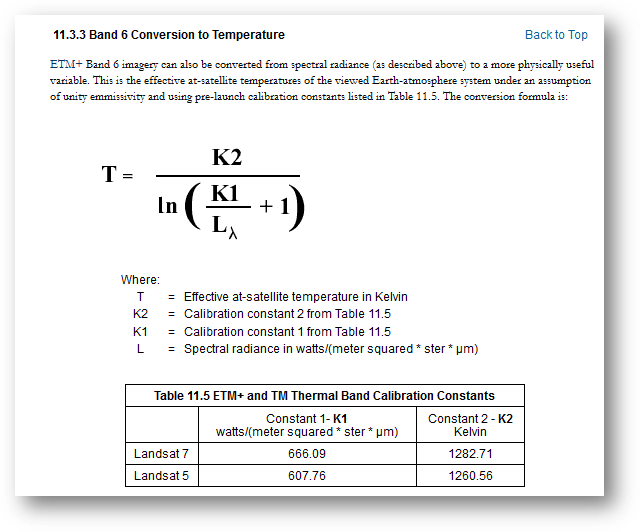 11.3.3 Band 6 Conversion to Temperature Back to Top
ETM+ Band 6 imagery can also be converted from spectral radiance (as described above) to a more physically useful
variable. This is the effective at-satellite temperatures of the viewed Earth-atmosphere system under an assumption
of unity emmissivity and using pre-launch calibration constants listed in Table 11.5. The conversion formula is:
K2
T =
ln ( K1 + 1 )
Lλ
Where:
T = Effective at-satellite temperature in Kelvin
K2 = Calibration constant 2 from Table 11.5
K1 = Calibration constant 1 from Table 11.5
L = Spectral radiance in watts/(meter squared * ster * µm)
Table 11.5 ETM+ and TM Thermal Band Calibration Constants
Constant 1- K1 Constant 2 - K2
watts/(meter squared * ster * µm) Kelvin
Landsat 7 666.09 1282.71
Landsat 5 607.76 1260.56